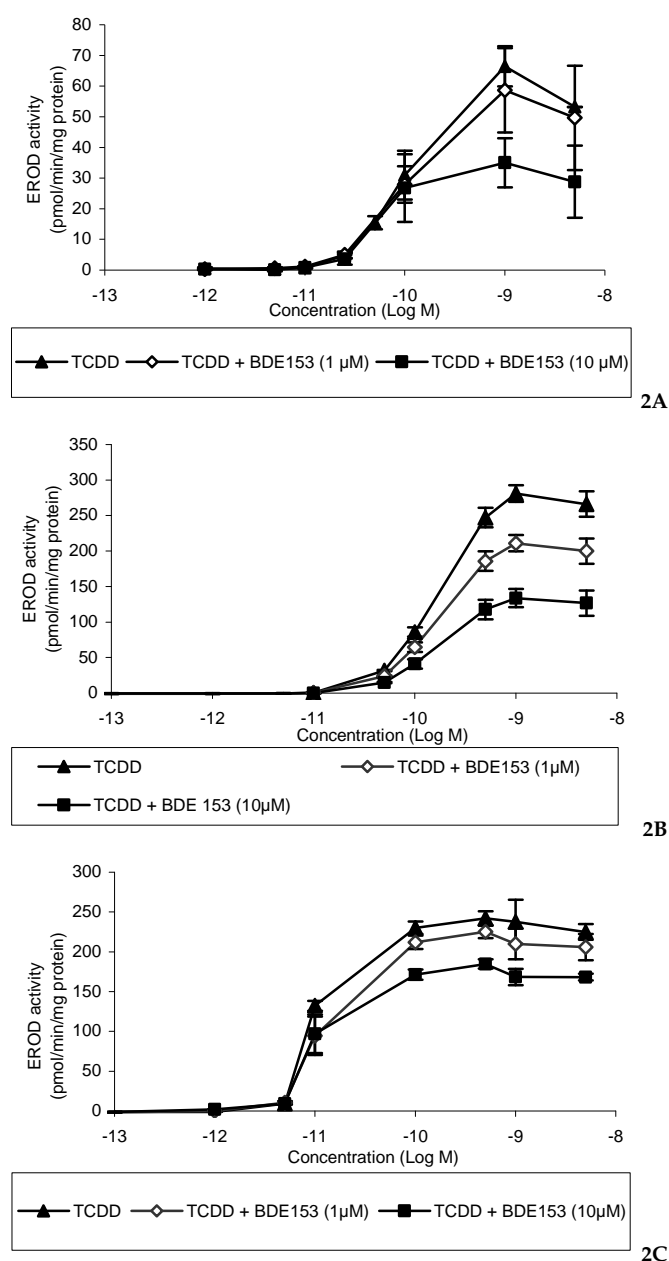 80
70
60
50
40
30
20
10
0
EROD activity
(pmol/min/mg protein)
-13 -12 -11 -10 -9 -8
Concentration (Log M)
TCDD TCDD + BDE153 (1 µM) TCDD + BDE153 (10 µM)
2A
350
300
250
200
150
100
50
0
EROD activity
(pmol/min/mg protein)
-13 -12 -11 -10 -9 -8
Concentration (Log M)
TCDD TCDD + BDE153 (1µM)
TCDD + BDE 153 (10µM)
2B
300
250
200
150
100
50
0
EROD activity
(pmol/min/mg protein)
-13 -12 -11 -10 -9 -8
Concentration (Log M)
TCDD TCDD + BDE153 (1µM) TCDD + BDE153 (10µM)
2C